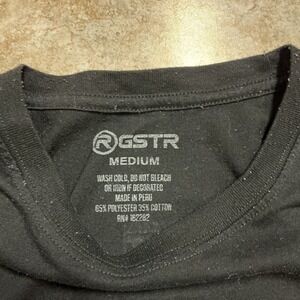 RGSTR
MEDIUM
WASH COLD, DO NOT BLEACH
OR IRON IF DECORATED
MADE IN PERU
65% POLYESTER 35% COTTON
RN# 162282